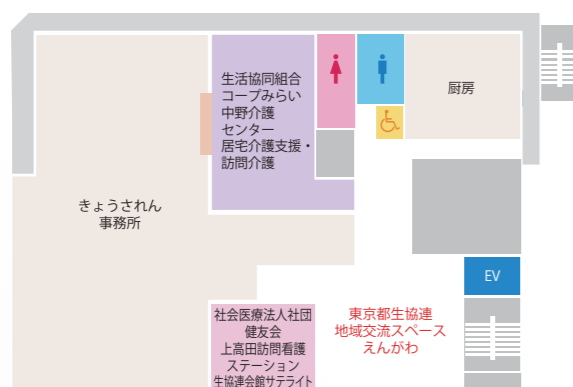 生活協同組合
コープみらい
中野介護
センター
居宅介護支援・
訪問介護
厨房
きょうされん
事務所
EV
社会医療法人社団
健友会
上高田訪問看護
ステーション
生協連会館サテライト
東京都生協連
地域交流スペース
えんがわ